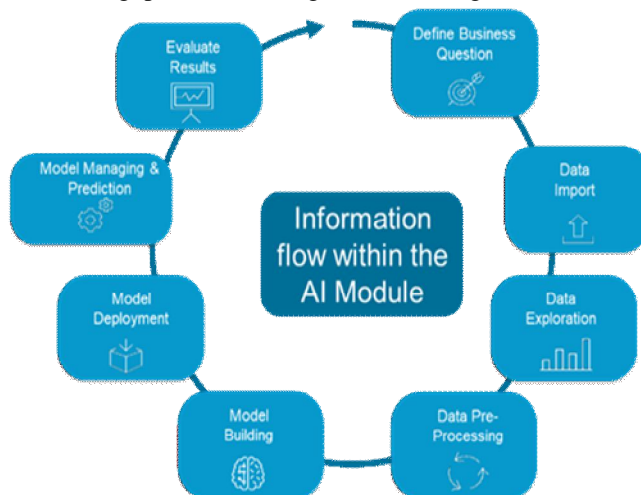 Define Business
Question
Data
Import
Data
Exploration
Data Pre-
Processing
Model
Building
Model
Deployment
Model Managing &
Prediction
Evaluate
Results
Information
flow within the
AI Module